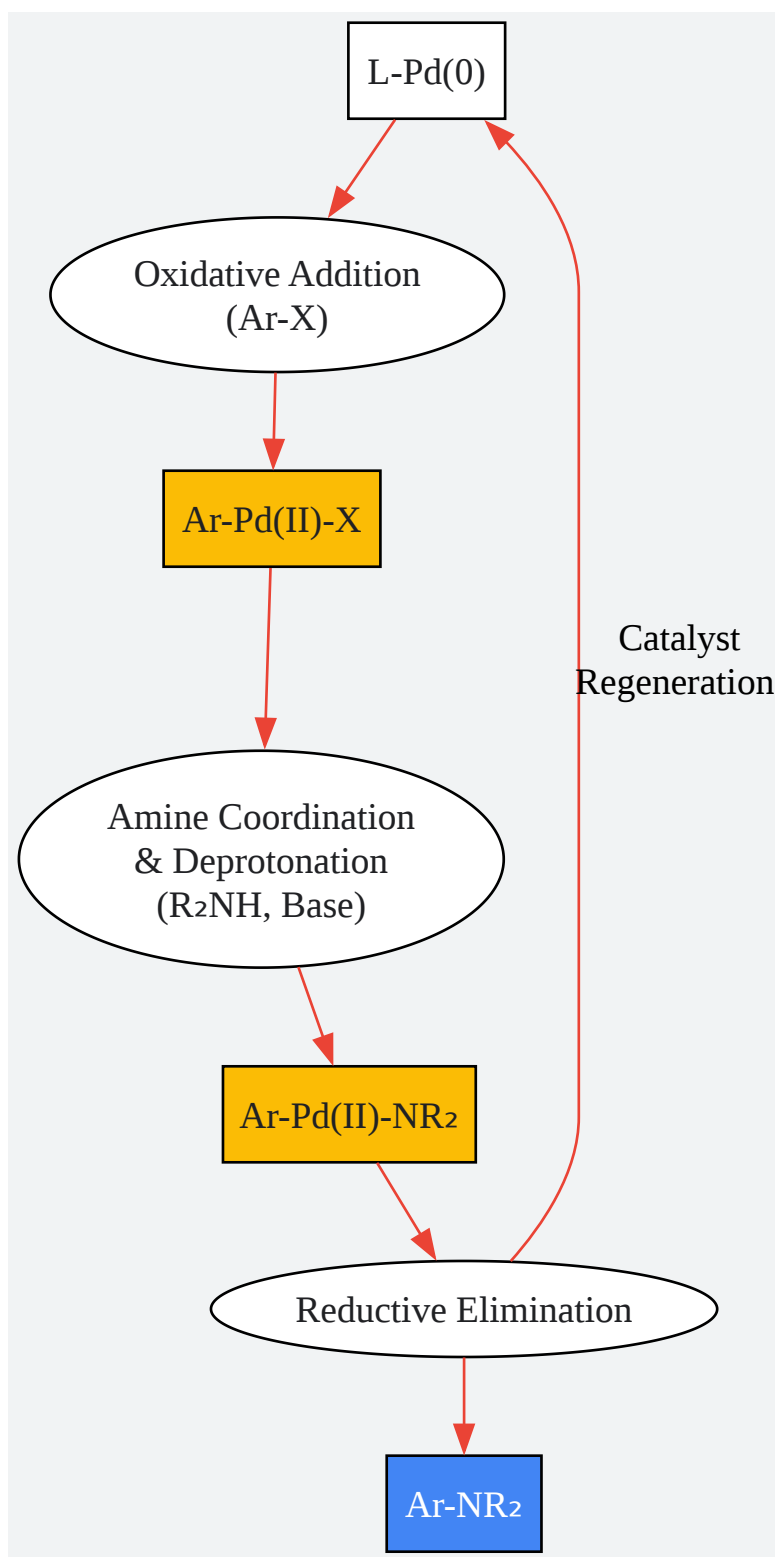 L-Pd(0)
Oxidative Addition
(Ar-X)
Ar-Pd(II)-X
Catalyst
Regeneration
Amine Coordination
& Deprotonation
(R₂NH, Base)
Ar-Pd(II)-NR₂
Reductive Elimination
Ar-NR₂